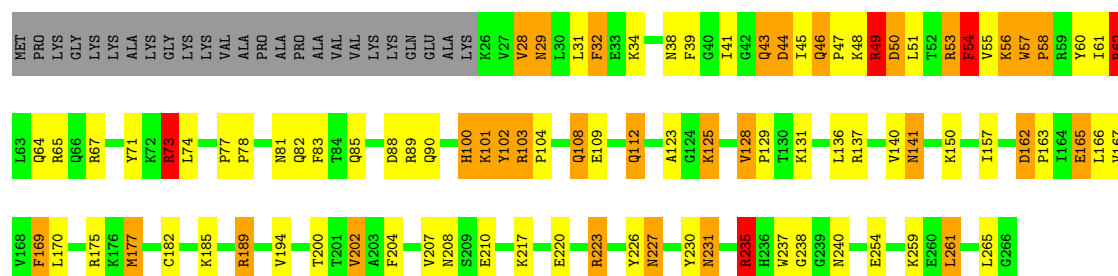 MET PRO LYS GLY LYS LYS ALA LYS GLY LYS LYS VAL ALA PRO ALA PRO ALA VAL VAL LYS LYS GLN GLU ALA LYS K26 V27 V28 N29 L30 L31 F32 E33 K34 N38 F39 G40 I41 G42 Q43 D44 I45 Q46 P47 K48 R49 D50 L51 T52 R53 F54 V55 K56 W57 P58 R59 Y60 I61 R62
L63 Q64 R65 Q66 R67 Y71 K72 R73 L74 P77 P78 N81 Q82 F83 T84 Q85 D88 R89 Q90 H100 K101 Y102 R103 P104 Q108 E109 Q112 A123 G124 K125 V128 P129 T130 K131 L136 R137 V140 N141 K150 I157 D162 P163 I164 E165 L166 V167
V168 F169 L170 R175 K176 M177 C182 K185 R189 V194 T200 T201 V202 A203 F204 V207 N208 S209 E210 K217 E220 R223 Y226 N227 Y230 N231 R235 H236 W237 G238 G239 N240 E254 K259 E260 L261 L265 G266